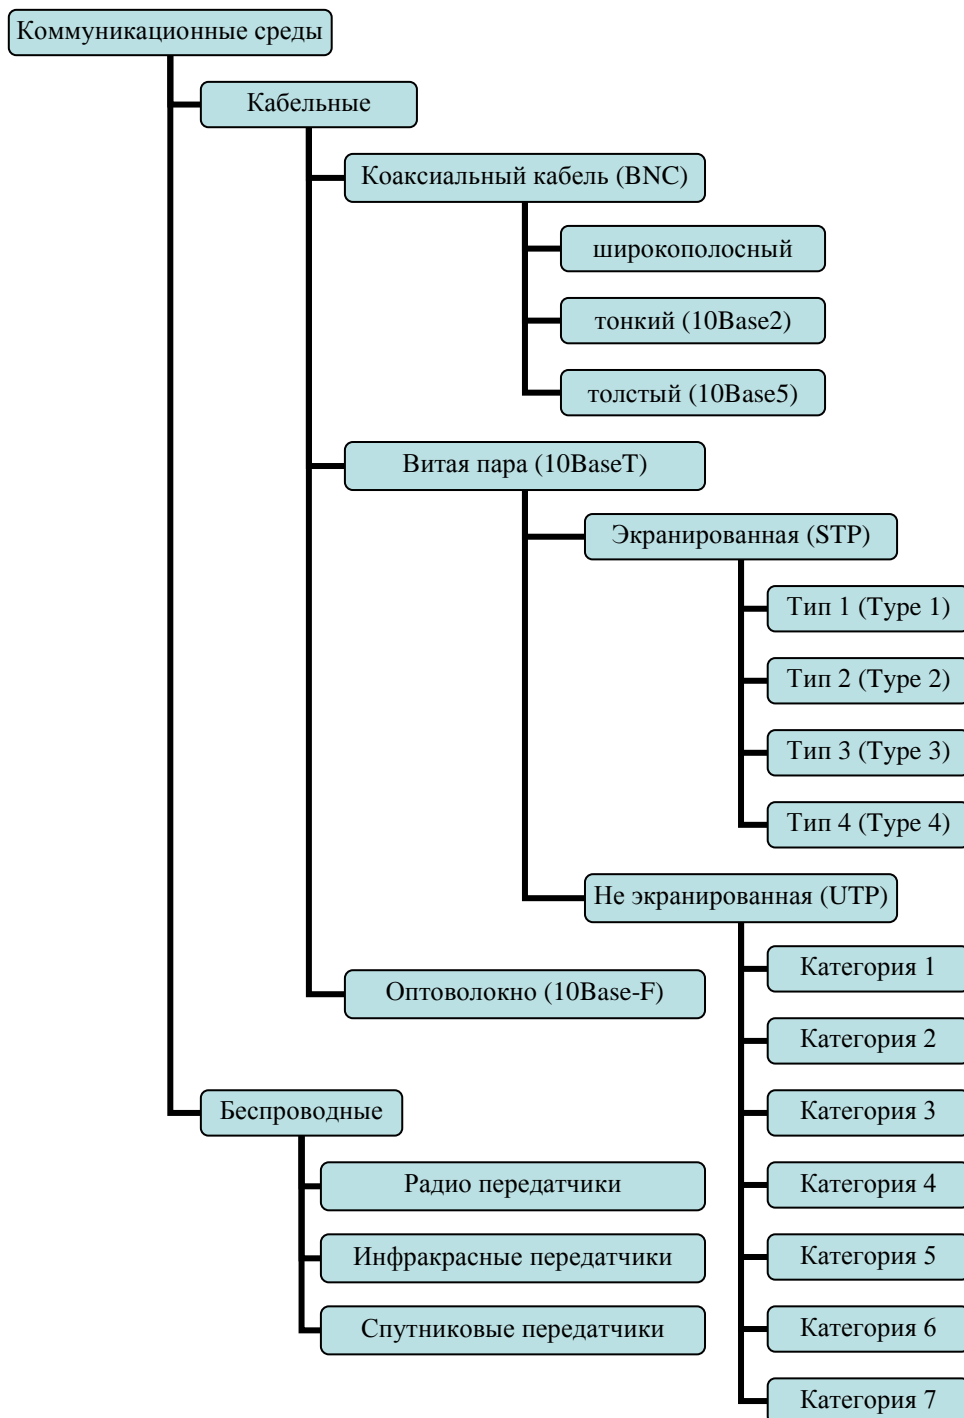 Коммуникационные среды
Кабельные
Коаксиальный кабель (BNC)
широкополосный
тонкий (10Base2)
толстый (10Base5)
Витая пара (10BaseT)
Экранированная (STP)
Тип 1 (Type 1)
Тип 2 (Type 2)
Тип 3 (Type 3)
Тип 4 (Type 4)
Не экранированная (UTP)
Категория 1
Оптоволокно (10Base-F)
Категория 2
Беспроводные
Категория 3
Радио передатчики
Категория 4
Инфракрасные передатчики
Категория 5
Спутниковые передатчики
Категория 6
Категория 7